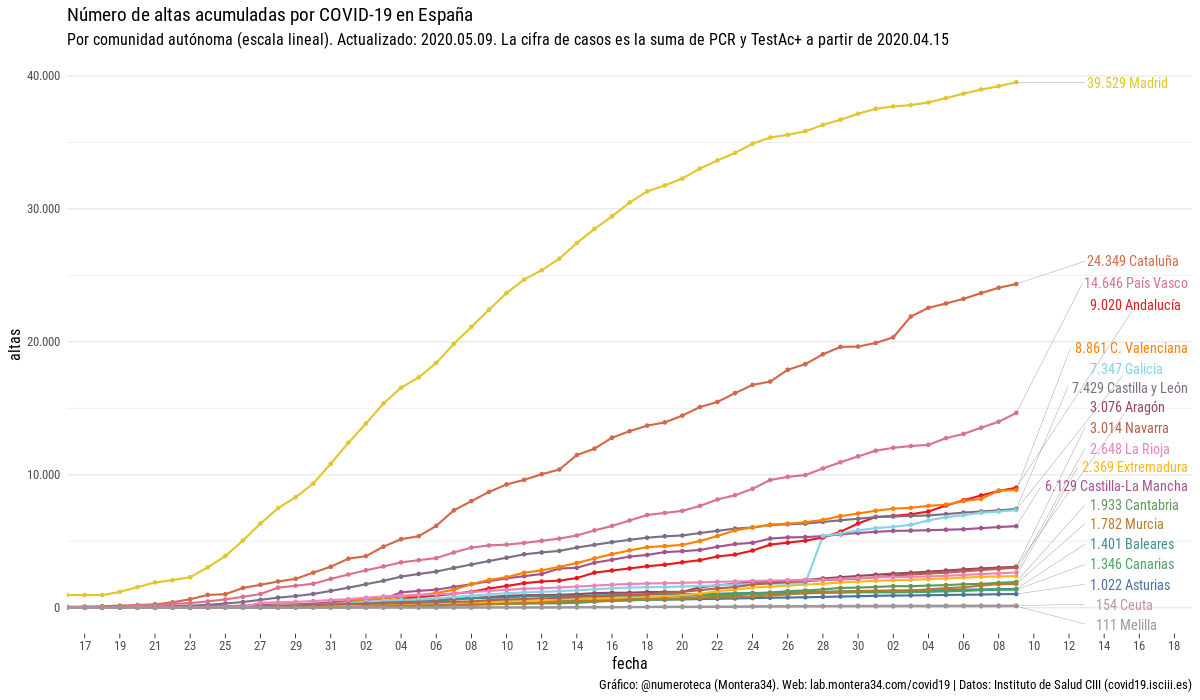 Número de altas acumuladas por COVID-19 en España
Por comunidad autónoma (escala lineal). Actualizado: 2020.05.09. La cifra de casos es la suma de PCR y TestAc+ a partir de 2020.04.15
40.000
30.000
20.000
10.000
0
altas
39.529 Madrid
24.349 Cataluña
14.646 País Vasco
9.020 Andalucía
8.861 C. Valenciana
7.347 Galicia
7.429 Castilla y León
3.076 Aragón
3.014 Navarra
2.648 La Rioja
2.369 Extremadura
6.129 Castilla-La Mancha
1.933 Cantabria
1.782 Murcia
1.401 Baleares
1.346 Canarias
1.022 Asturias
154 Ceuta
111 Melilla
17 19 21 23 25 27 29 31 02 04 06 08 10 12 14 16 18 20 22 24 26 28 30 02 04 06 08 10 12 14 16 18
fecha
Gráfico: @numeroteca (Montera34). Web: lab.montera34.com/covid19 | Datos: Instituto de Salud CIII (covid19.isciii.es)